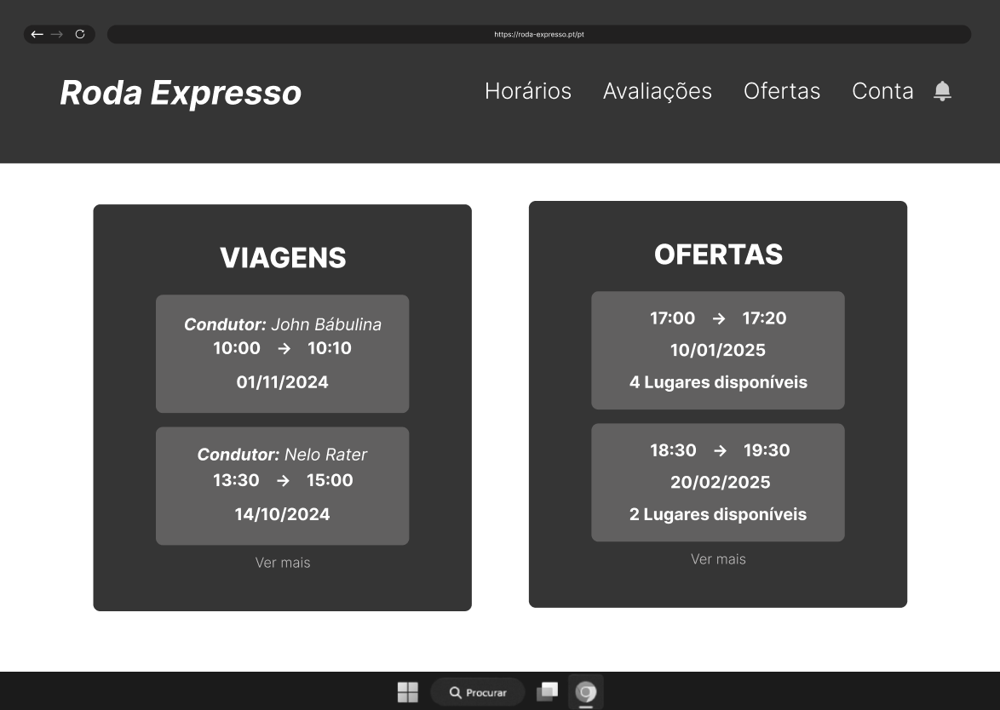 https://roda-expresso.pt/pt
Roda Expresso
Horários Avaliações Ofertas Conta
VIAGENS
Condutor: John Bábulina
10:00 → 10:10
01/11/2024
Condutor: Nelo Rater
13:30 → 15:00
14/10/2024
Ver mais
OFERTAS
17:00 → 17:20
10/01/2025
4 Lugares disponíveis
18:30 → 19:30
20/02/2025
2 Lugares disponíveis
Ver mais
Procurar